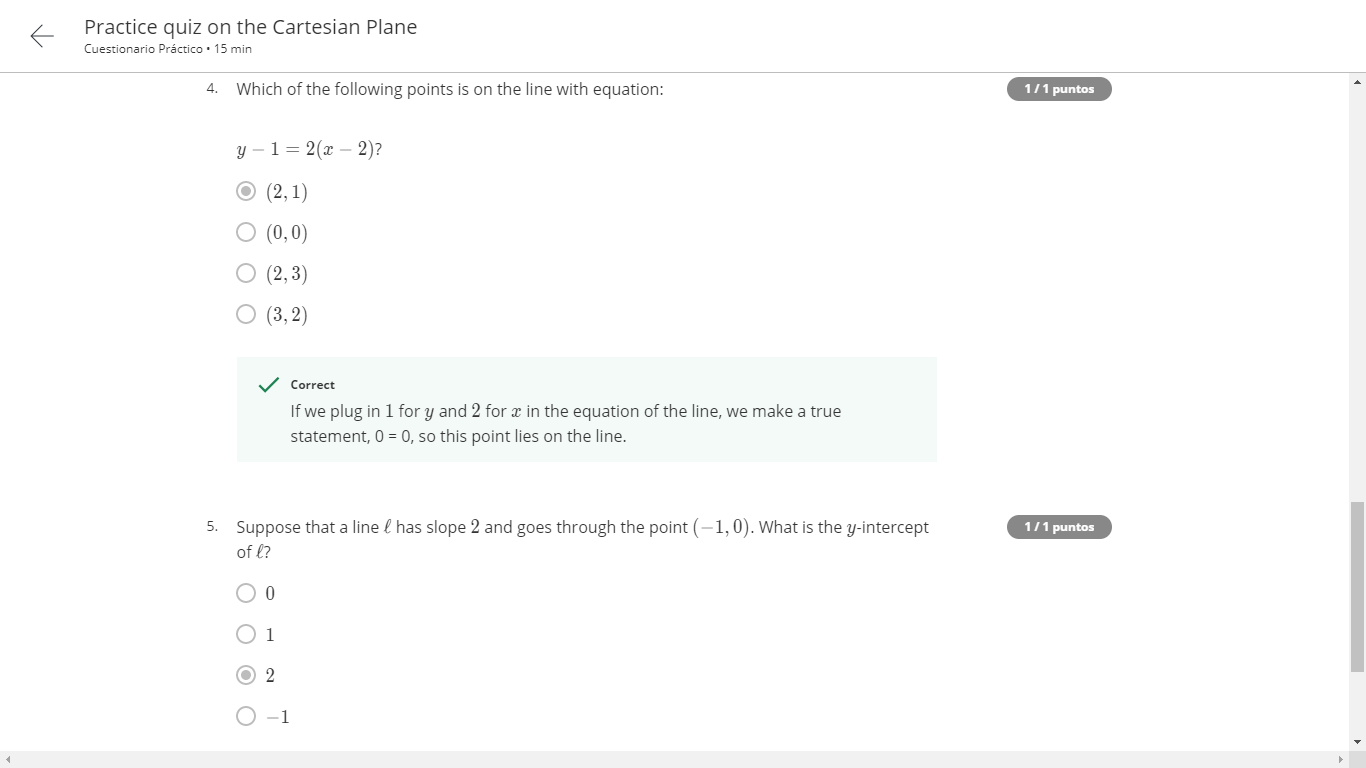 Practice quiz on the Cartesian Plane
Cuestionario Práctico • 15 min
4. Which of the following points is on the line with equation:
1 / 1 puntos
y − 1 = 2(x − 2)?
(2, 1)
(0, 0)
(2, 3)
(3, 2)
Correct
If we plug in 1 for y and 2 for x in the equation of the line, we make a true
statement, 0 = 0, so this point lies on the line.
5. Suppose that a line ℓ has slope 2 and goes through the point (−1, 0). What is the y-intercept
of ℓ?
1 / 1 puntos
0
1
2
−1